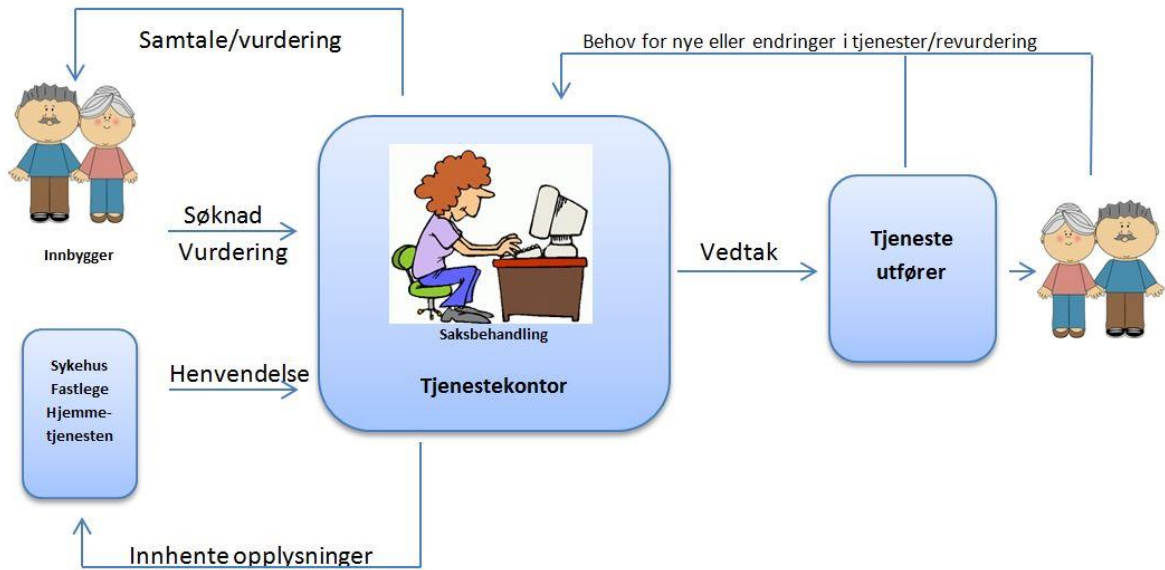 Samtale/vurdering
Behov for nye eller endringer i tjenester/revurdering
Innbygger
Søknad
Vurdering
Saksbehandling
Tjenestekontor
Vedtak
Tjeneste
utfører
Sykehus
Fastlege
Hjemme-
tjenesten
Henvendelse
Innhente opplysninger